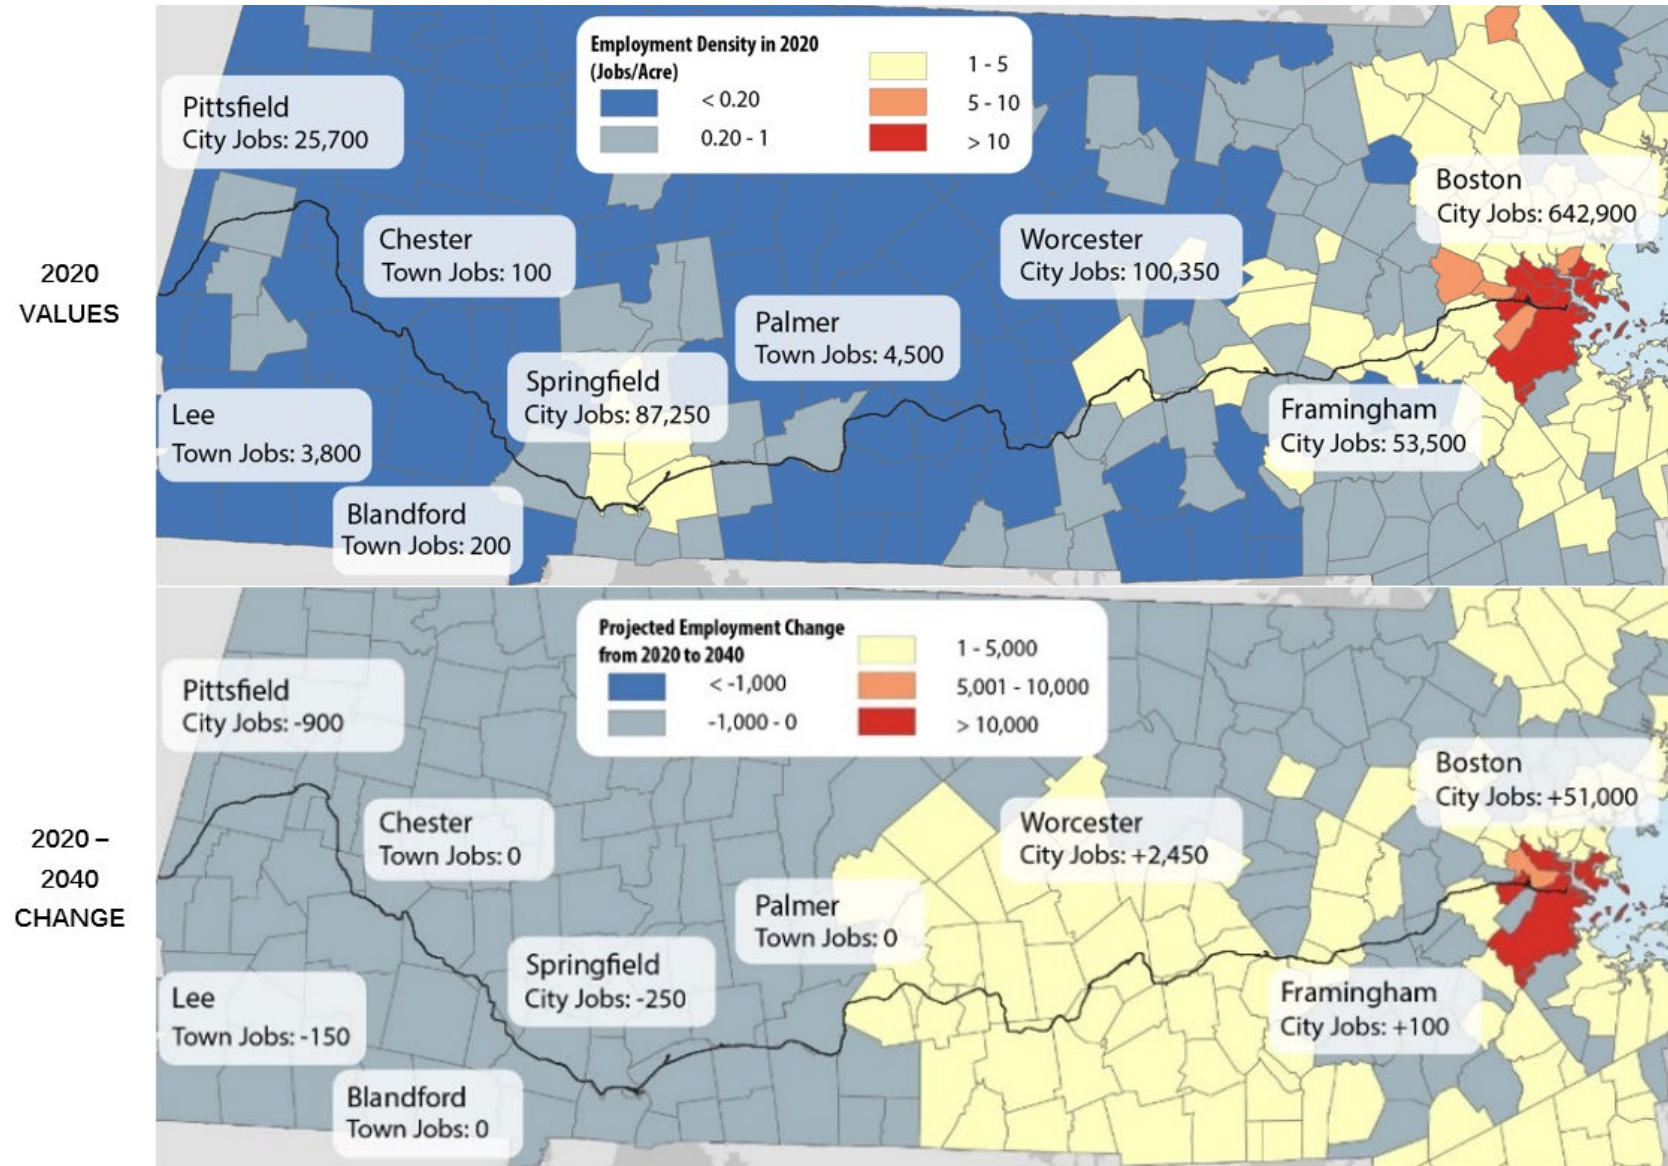 2020
VALUES
Employment Density in 2020
(Jobs/Acre)
< 0.20
0.20 - 1
1 - 5
5 - 10
> 10
Pittsfield
City Jobs: 25,700
Chester
Town Jobs: 100
Lee
Town Jobs: 3,800
Blandford
Town Jobs: 200
Springfield
City Jobs: 87,250
Palmer
Town Jobs: 4,500
Worcester
City Jobs: 100,350
Framingham
City Jobs: 53,500
Boston
City Jobs: 642,900
2020 –
2040
CHANGE
Projected Employment Change
from 2020 to 2040
< -1,000
-1,000 - 0
1 - 5,000
5,001 - 10,000
> 10,000
Pittsfield
City Jobs: -900
Chester
Town Jobs: 0
Lee
Town Jobs: -150
Blandford
Town Jobs: 0
Springfield
City Jobs: -250
Palmer
Town Jobs: 0
Worcester
City Jobs: +2,450
Framingham
City Jobs: +100
Boston
City Jobs: +51,000